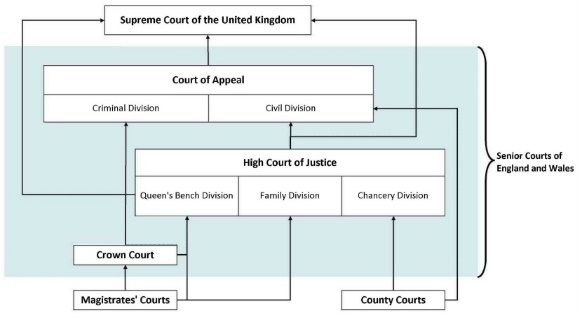 Supreme Court of the United Kingdom
Court of Appeal
Criminal Division
Civil Division
Senior Courts of
England and Wales
High Court of Justice
Queen's Bench Division
Family Division
Chancery Division
Crown Court
Magistrates' Courts
County Courts